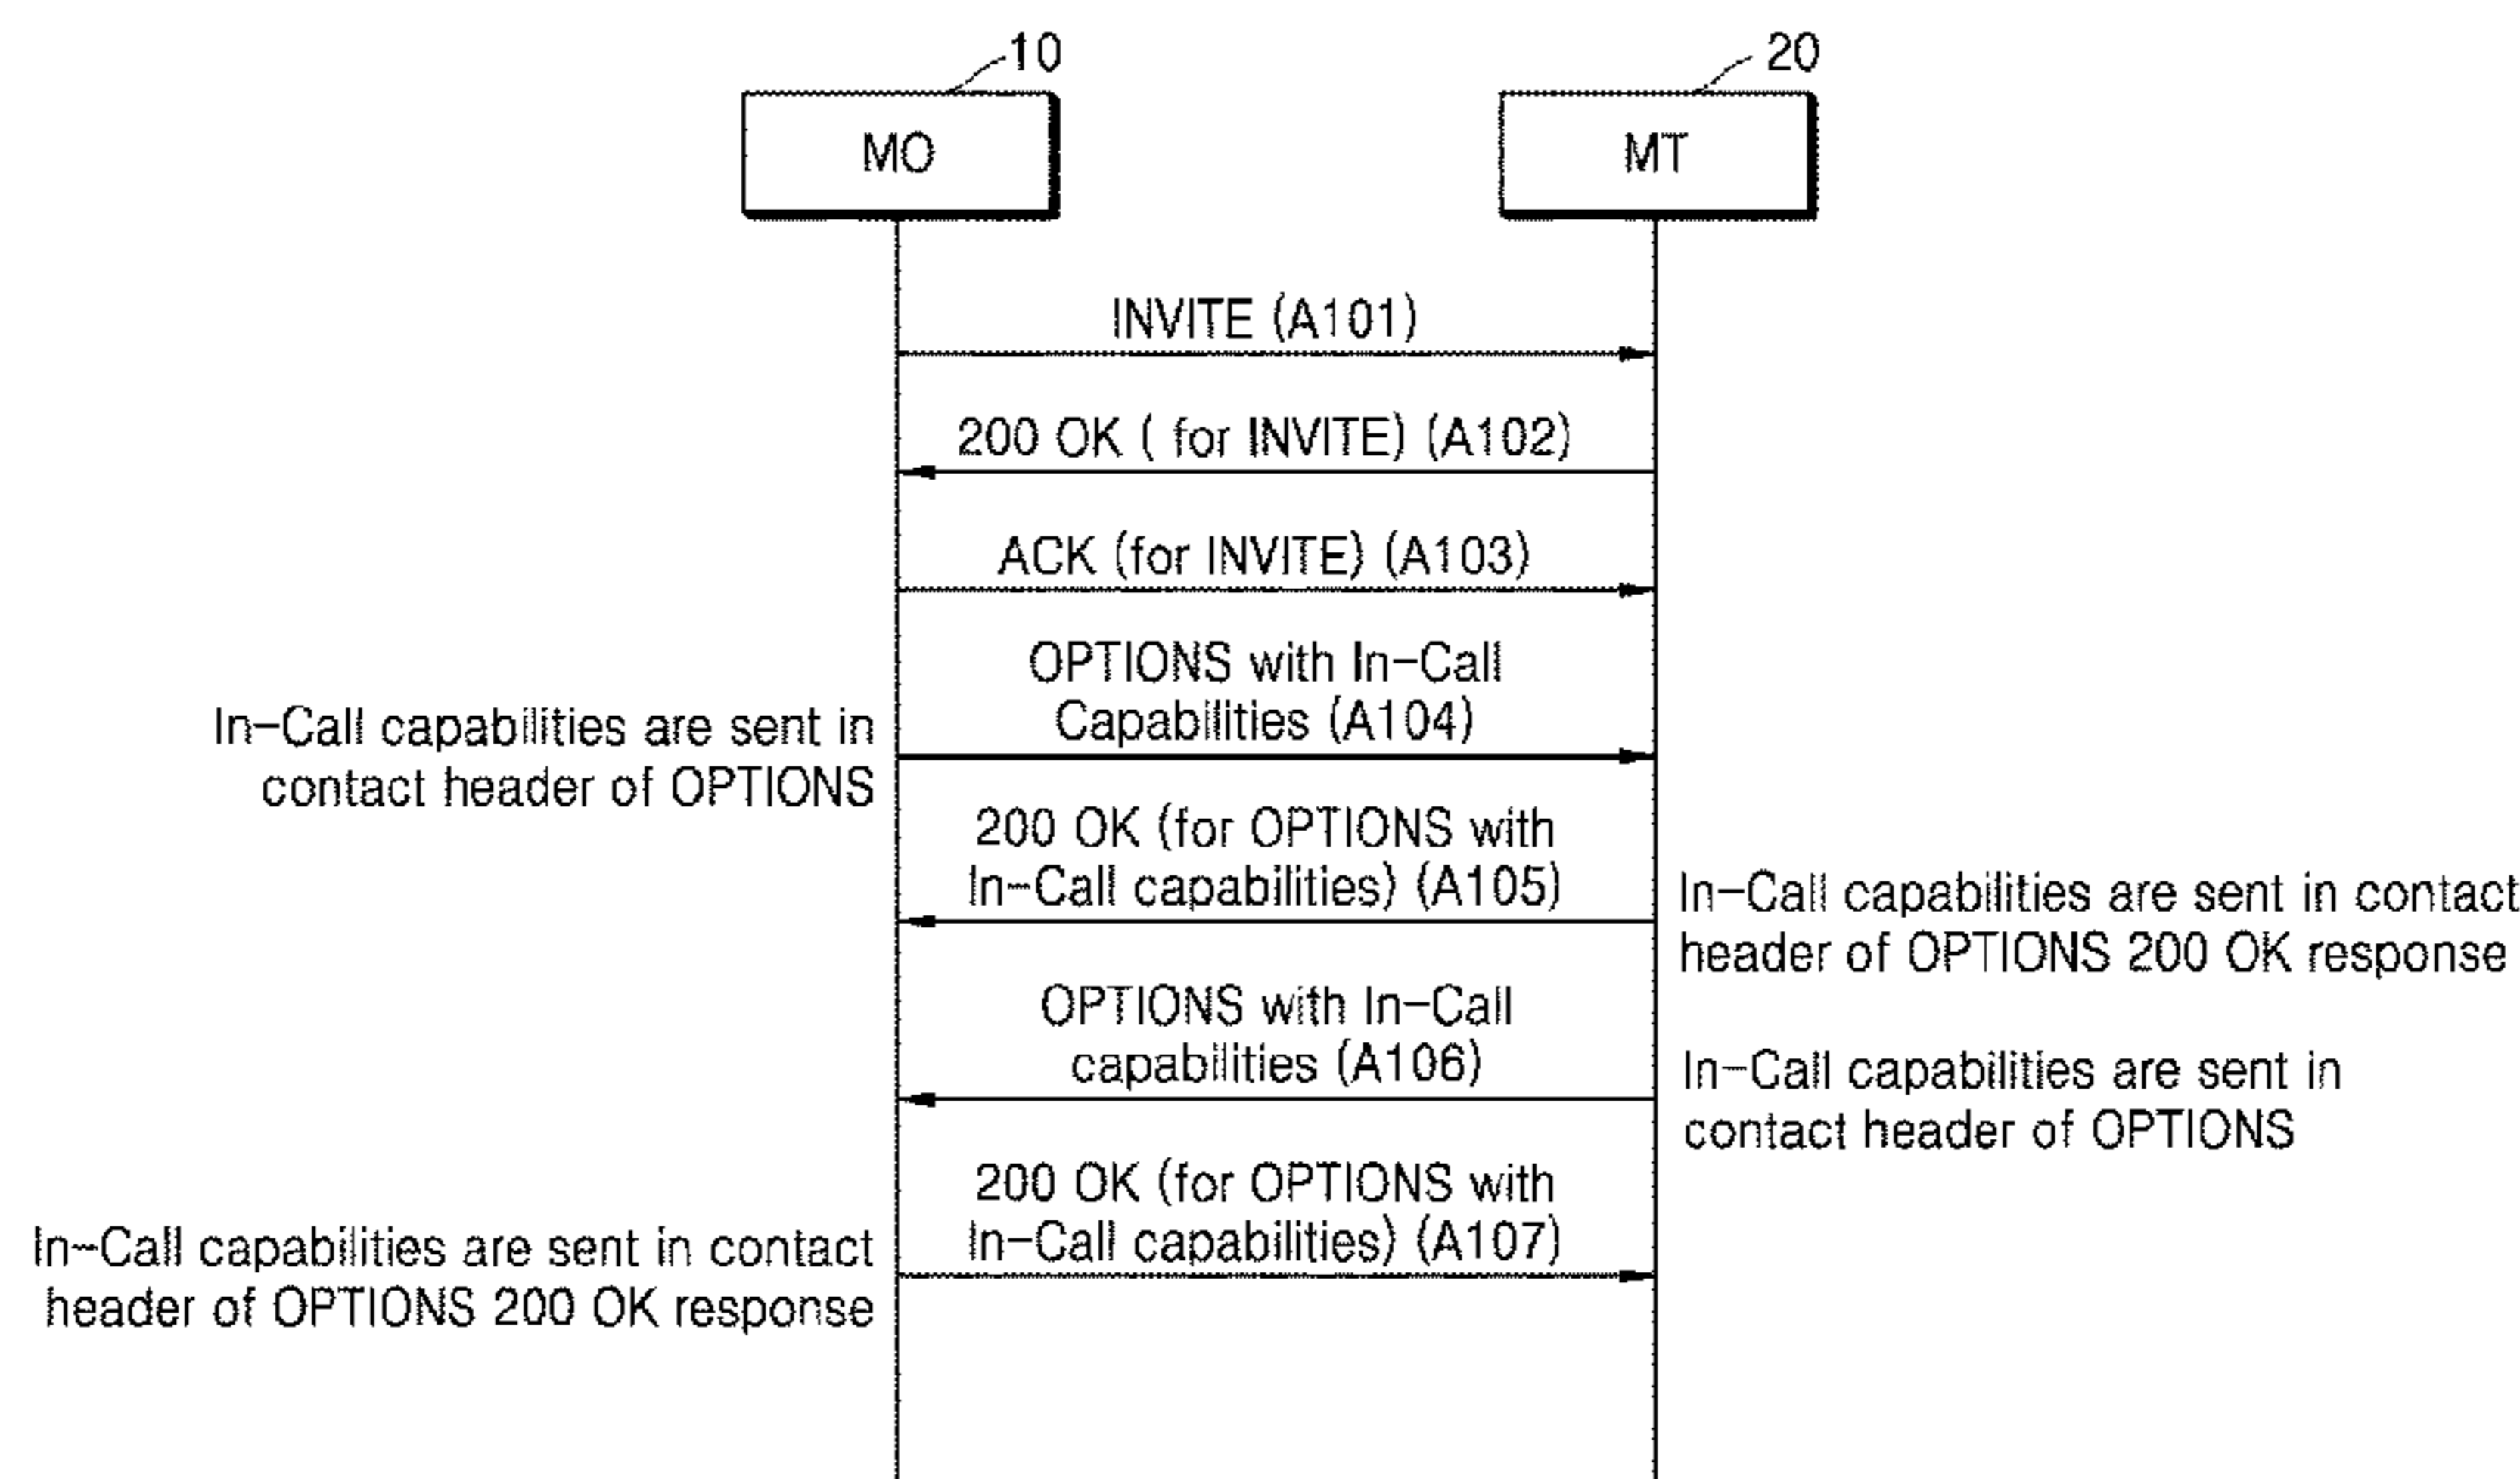 10
20
MO
MT
INVITE (A101)
200 OK ( for INVITE) (A102)
ACK (for INVITE) (A103)
OPTIONS with In-Call
Capabilities (A104)
In-Call capabilities are sent in
contact header of OPTIONS
200 OK (for OPTIONS with
In-Call capabilities) (A105)
In-Call capabilities are sent in contact
header of OPTIONS 200 OK response
OPTIONS with In-Call
capabilities (A106)
In-Call capabilities are sent in
contact header of OPTIONS
200 OK (for OPTIONS with
In-Call capabilities) (A107)
In-Call capabilities are sent in contact
header of OPTIONS 200 OK response